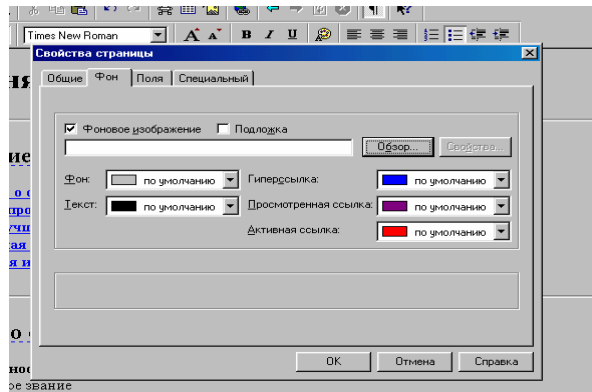 Times New Roman
A A Ж К Ч
Свойства страницы
Общие Фон Поля Специальный
Фоновое изображение Подложка
Обзор... Свойства...
Фон: по умолчанию Гиперссылка: по умолчанию
Текст: по умолчанию Просмотренная ссылка: по умолчанию
Активная ссылка: по умолчанию
OK Отмена Справка
ое звание